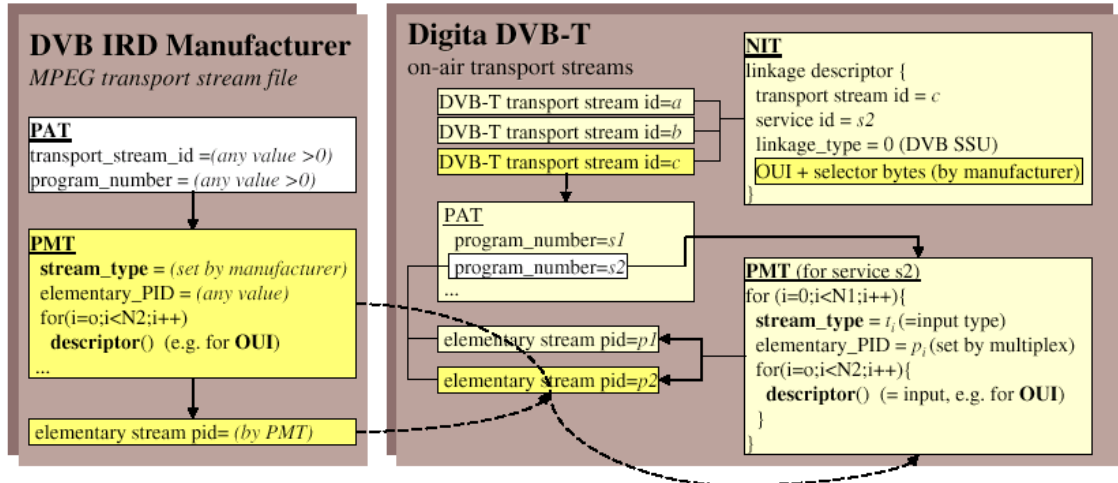 DVB IRD Manufacturer
MPEG transport stream file
PAT
transport_stream_id =(any value >0)
program_number = (any value >0)
PMT
stream_type = (set by manufacturer)
elementary_PID = (any value)
for(i=o;i<N2;i++)
descriptor() (e.g. for OUI)
...
elementary stream pid= (by PMT)
Digita DVB-T
on-air transport streams
DVB-T transport stream id=a
DVB-T transport stream id=b
DVB-T transport stream id=c
PAT
program_number=s1
program_number=s2
...
elementary stream pid=p1
elementary stream pid=p2
NIT
linkage descriptor {
transport stream id = c
service id = s2
linkage_type = 0 (DVB SSU)
OUI + selector bytes (by manufacturer)
}
PMT (for service s2)
for (i=0;i<N1;i++){
stream_type = ti (=input type)
elementary_PID = pi (set by multiplex)
for(i=o;i<N2;i++){
descriptor() (= input, e.g. for OUI)
}
}